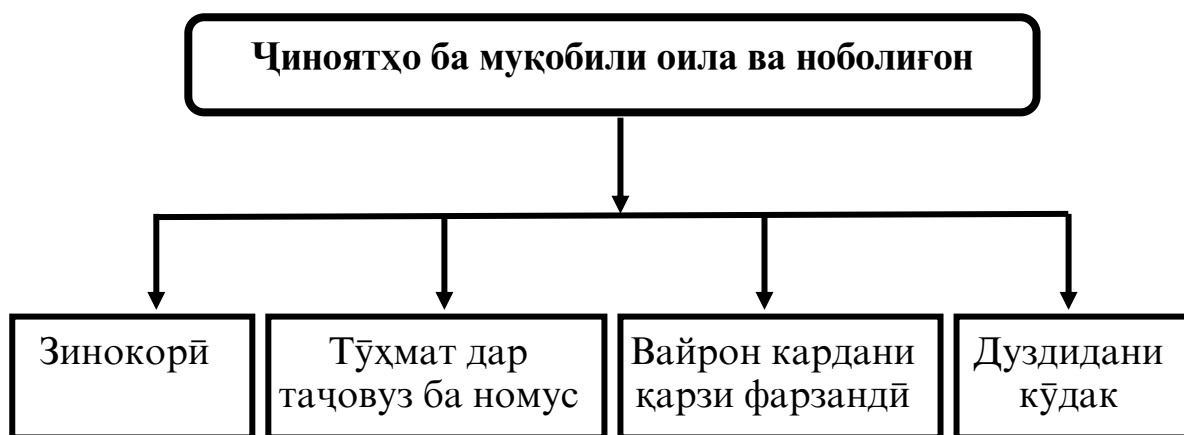 Ҷиноятҳо ба муқобили оила ва ноболиғон
Зинокорӣ
Тӯҳмат дар
таҷовуз ба номус
Вайрон кардани
қарзи фарзандӣ
Дуздидани
кӯдак